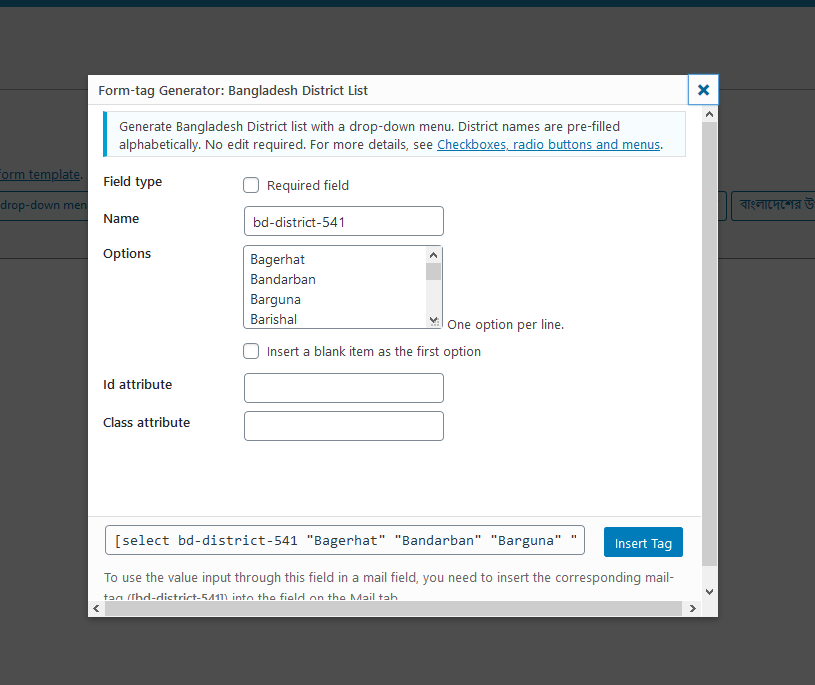 Form-tag Generator: Bangladesh District List
Generate Bangladesh District list with a drop-down menu. District names are pre-filled
alphabetically. No edit required. For more details, see Checkboxes, radio buttons and menus.
orm template.
drop-down men
বাংলাদেশের উ
Field type
Required field
Name
bd-district-541
Options
Bagerhat
Bandarban
Barguna
Barishal
One option per line.
Insert a blank item as the first option
Id attribute
Class attribute
[select bd-district-541 "Bagerhat" "Bandarban" "Barguna" "
Insert Tag
To use the value input through this field in a mail field, you need to insert the corresponding mail-
tag ([bd-district-541]) into the field on the Mail tab.